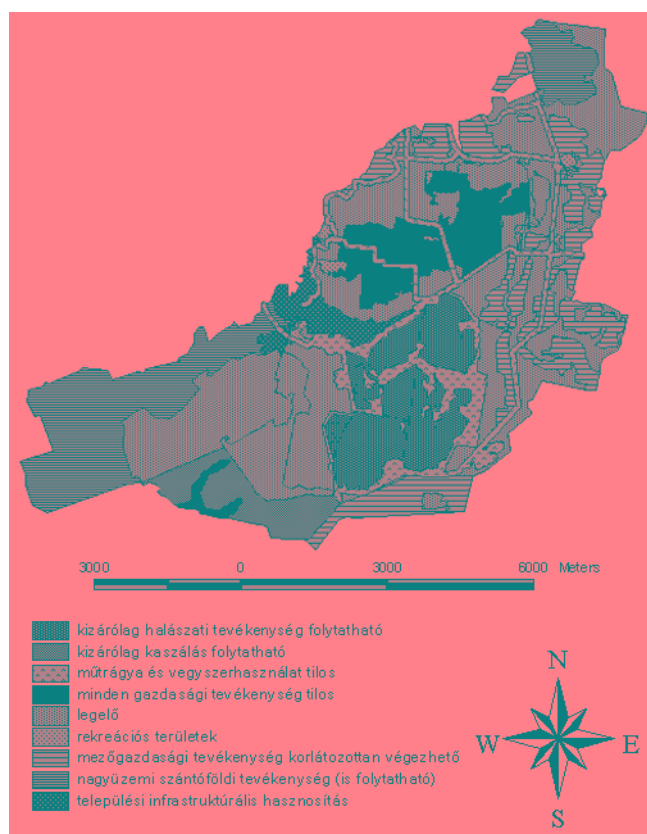 3000 0 3000 6000 Meters
kizárólag halászati tevékenység folytatható
kizárólag kaszálás folytatható
műtrágya és vegyszerhasználat tilos
minden gazdasági tevékenység tilos
legelő
rekreációs területek
mezőgazdasági tevékenység korlátozottan végezhető
nagyüzemi szántóföldi tevékenység (is folytatható)
települési infrastruktúrális hasznosítás
N
W E
S